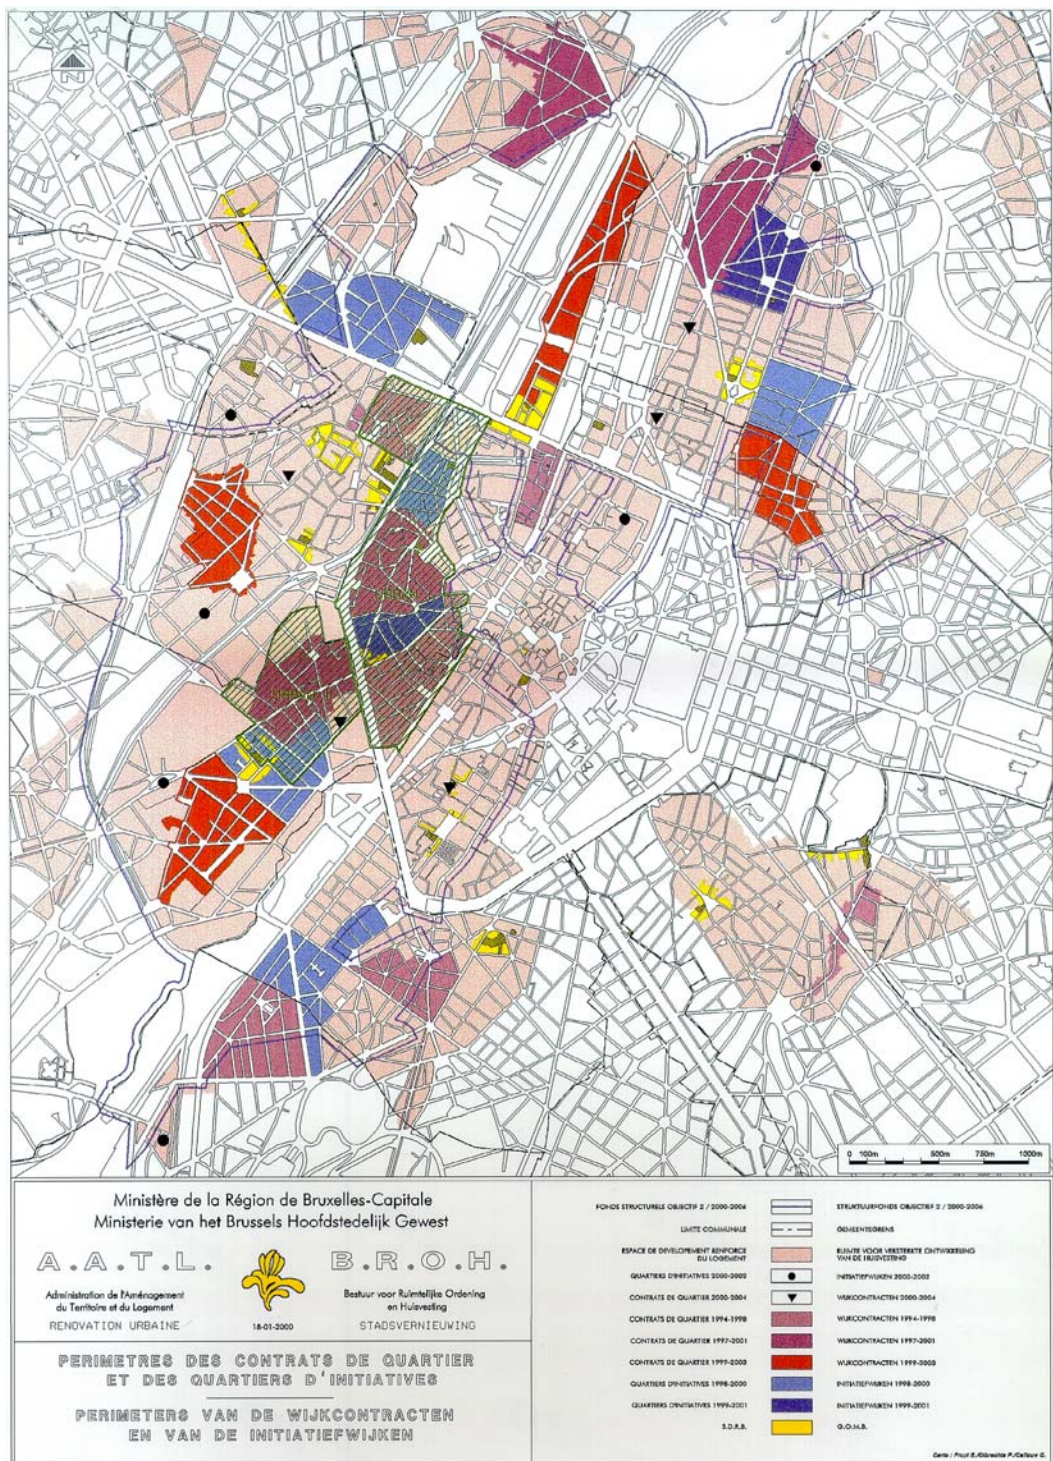 0 100m 500m 750m 1000m
Ministère de la Région de Bruxelles-Capitale
Ministerie van het Brussels Hoofdstedelijk Gewest
A.A.T.L.
B.R.O.H.
Administration de l'Aménagement
du Territoire et du Logement
RENOVATION URBAINE
18-01-2000
Bestuur voor Ruimtelijke Ordening
en Huisvesting
STADSVERNIEUWING
PERIMETRES DES CONTRATS DE QUARTIER
ET DES QUARTIERS D'INITIATIVES
PERIMETERS VAN DE WIJKCONTRACTEN
EN VAN DE INITIATIEFWIJKEN
FONDS STRUCTURELS OBJECTIF 2 / 2000-2006
STRUKTUURFONDS OBJECTIEF 2 / 2000-2006
LIMITE COMMUNALE
GEMEENTEGRENS
ESPACE DE DEVELOPEMENT RENFORCE
DU LOGEMENT
RUIMTE VOOR VERSTERKTE ONTWIKKELING
VAN DE HUISVESTING
QUARTIERS D'INITIATIVES 2000-2002
INITIATIEFWIJKEN 2000-2002
CONTRATS DE QUARTIER 2000-2004
WIJKCONTRACTEN 2000-2004
CONTRATS DE QUARTIER 1994-1998
WIJKCONTRACTEN 1994-1998
CONTRATS DE QUARTIER 1997-2001
WIJKCONTRACTEN 1997-2001
CONTRATS DE QUARTIER 1999-2003
WIJKCONTRACTEN 1999-2003
QUARTIERS D'INITIATIVES 1998-2000
INITIATIEFWIJKEN 1998-2000
QUARTIERS D'INITIATIVES 1999-2001
INITIATIEFWIJKEN 1999-2001
S.D.R.B.
G.O.M.B.
Carte :